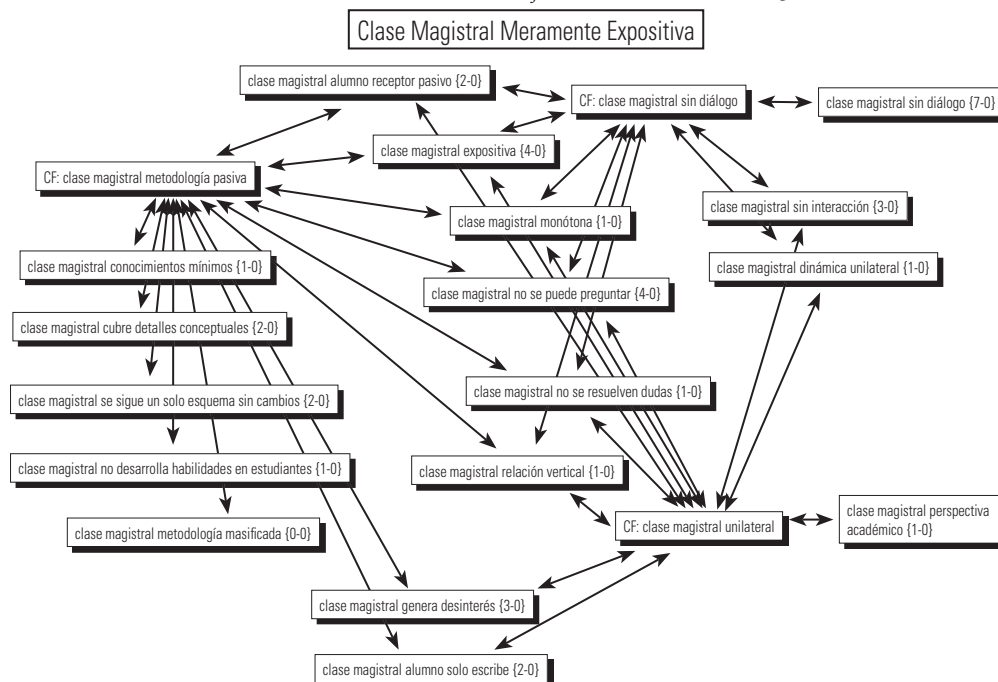 Clase Magistral Meramente Expositiva
clase magistral alumno receptor pasivo {2-0}
CF: clase magistral sin diálogo
clase magistral sin diálogo {7-0}
clase magistral expositiva {4-0}
CF: clase magistral metodología pasiva
clase magistral monótona {1-0}
clase magistral sin interacción {3-0}
clase magistral conocimientos mínimos {1-0}
clase magistral dinámica unilateral {1-0}
clase magistral no se puede preguntar {4-0}
clase magistral cubre detalles conceptuales {2-0}
clase magistral se sigue un solo esquema sin cambios {2-0}
clase magistral no se resuelven dudas {1-0}
clase magistral no desarrolla habilidades en estudiantes {1-0}
clase magistral relación vertical {1-0}
clase magistral metodología masificada {0-0}
CF: clase magistral unilateral
clase magistral perspectiva
académico {1-0}
clase magistral genera desinterés {3-0}
clase magistral alumno solo escribe {2-0}